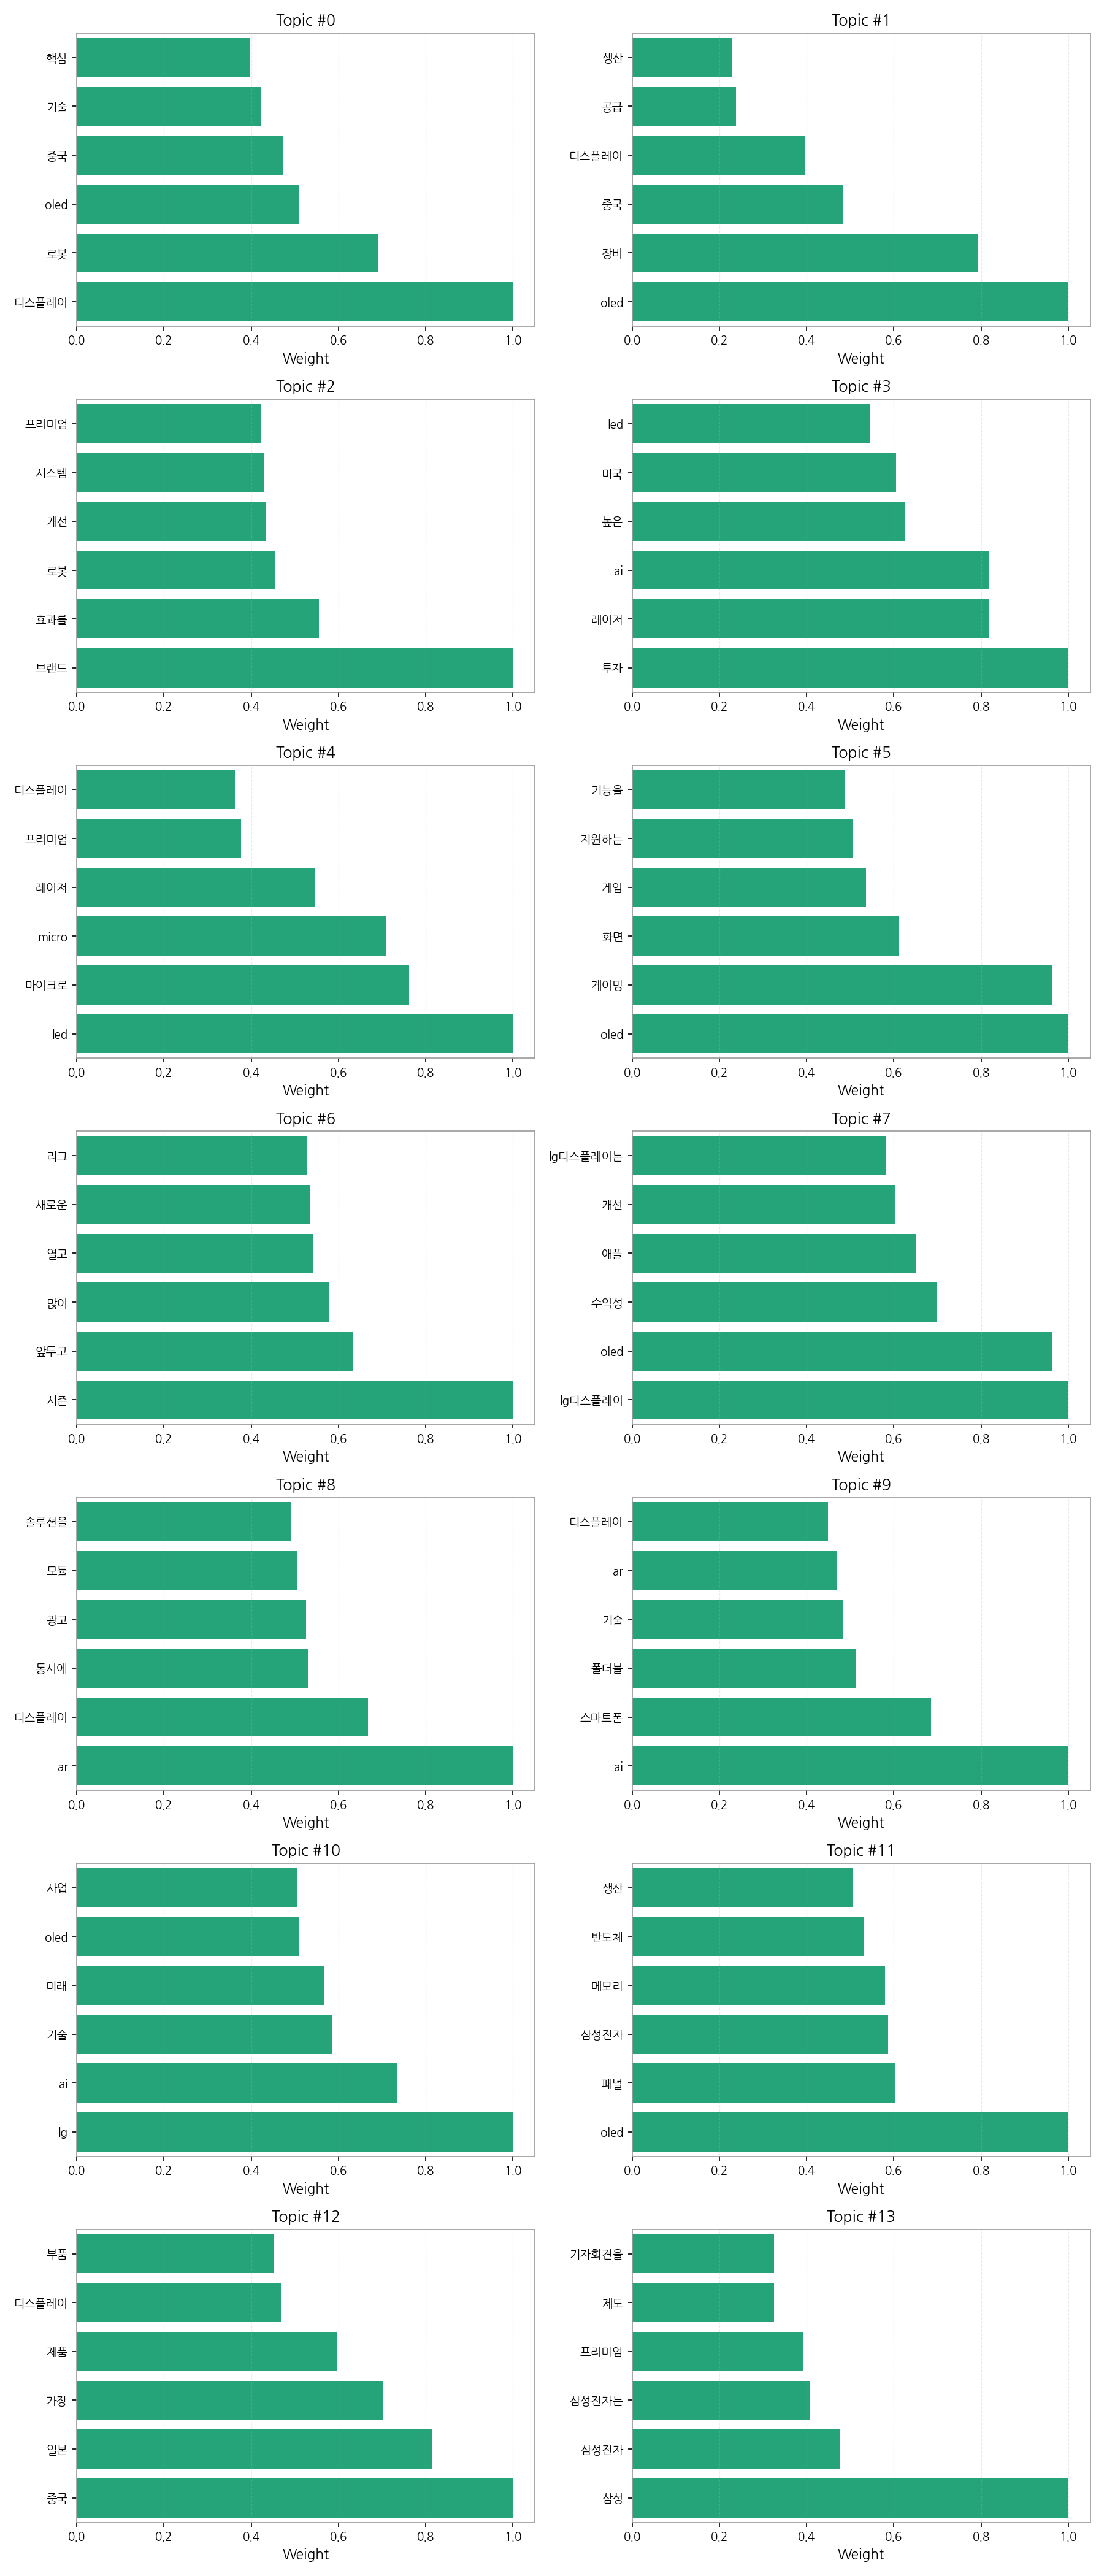 Topic #0
핵심
기술
중국
oled
로봇
디스플레이
0.0 0.2 0.4 0.6 0.8 1.0
Weight
Topic #1
생산
공급
디스플레이
중국
장비
oled
0.0 0.2 0.4 0.6 0.8 1.0
Weight
Topic #2
프리미엄
시스템
개선
로봇
효과를
브랜드
0.0 0.2 0.4 0.6 0.8 1.0
Weight
Topic #3
led
미국
높은
ai
레이저
투자
0.0 0.2 0.4 0.6 0.8 1.0
Weight
Topic #4
디스플레이
프리미엄
레이저
micro
마이크로
led
0.0 0.2 0.4 0.6 0.8 1.0
Weight
Topic #5
기능을
지원하는
게임
화면
게이밍
oled
0.0 0.2 0.4 0.6 0.8 1.0
Weight
Topic #6
리그
새로운
열고
많이
앞두고
시즌
0.0 0.2 0.4 0.6 0.8 1.0
Weight
Topic #7
lg디스플레이는
개선
애플
수익성
oled
lg디스플레이
0.0 0.2 0.4 0.6 0.8 1.0
Weight
Topic #8
솔루션을
모듈
광고
동시에
디스플레이
ar
0.0 0.2 0.4 0.6 0.8 1.0
Weight
Topic #9
디스플레이
ar
기술
폴더블
스마트폰
ai
0.0 0.2 0.4 0.6 0.8 1.0
Weight
Topic #10
사업
oled
미래
기술
ai
lg
0.0 0.2 0.4 0.6 0.8 1.0
Weight
Topic #11
생산
반도체
메모리
삼성전자
패널
oled
0.0 0.2 0.4 0.6 0.8 1.0
Weight
Topic #12
부품
디스플레이
제품
가장
일본
중국
0.0 0.2 0.4 0.6 0.8 1.0
Weight
Topic #13
기자회견을
제도
프리미엄
삼성전자는
삼성전자
삼성
0.0 0.2 0.4 0.6 0.8 1.0
Weight